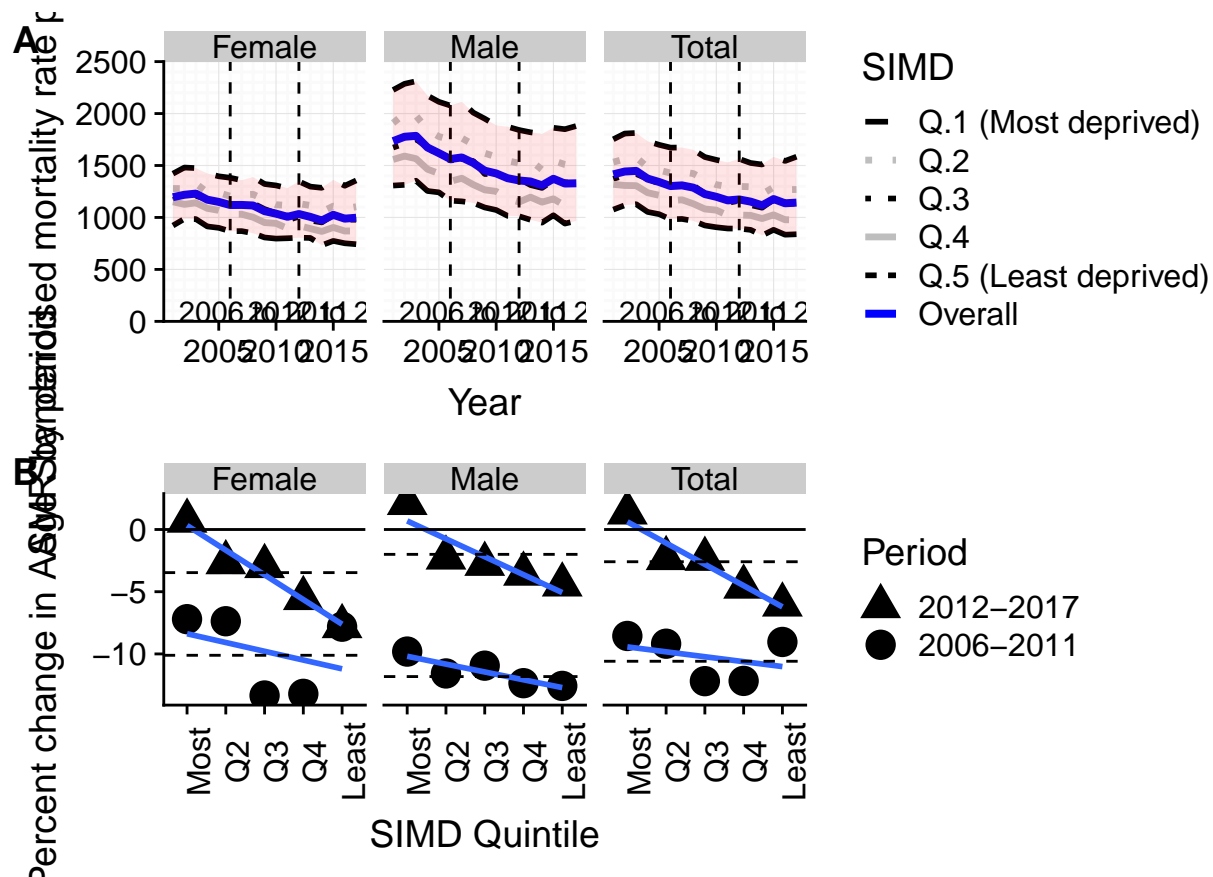 A
Female Male Total
2500
2000
1500
1000
500
0
2005 2010 2015 2005 2010 2015 2005 2010 2015
Year
SIMD
Q.1 (Most deprived)
Q.2
Q.3
Q.4
Q.5 (Least deprived)
Overall
B
Percent change in
Female Male Total
0
−5
−10
Most Q2 Q3 Q4 Least Most Q2 Q3 Q4 Least Most Q2 Q3 Q4 Least
SIMD Quintile
Period
2012−2017
2006−2011
mortality rate